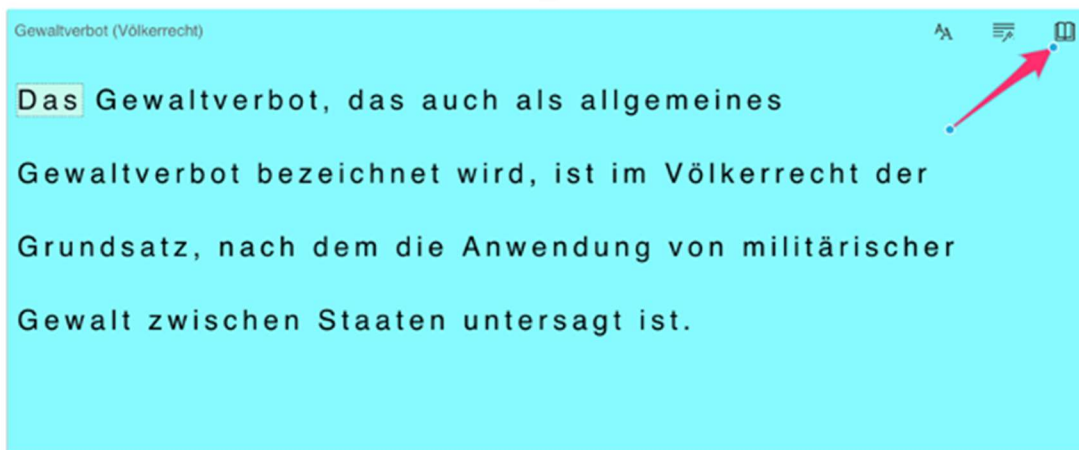 Gewaltverbot (Völkerrecht)
AA
Das Gewaltverbot, das auch als allgemeines
Gewaltverbot bezeichnet wird, ist im Völkerrecht der
Grundsatz, nach dem die Anwendung von militärischer
Gewalt zwischen Staaten untersagt ist.